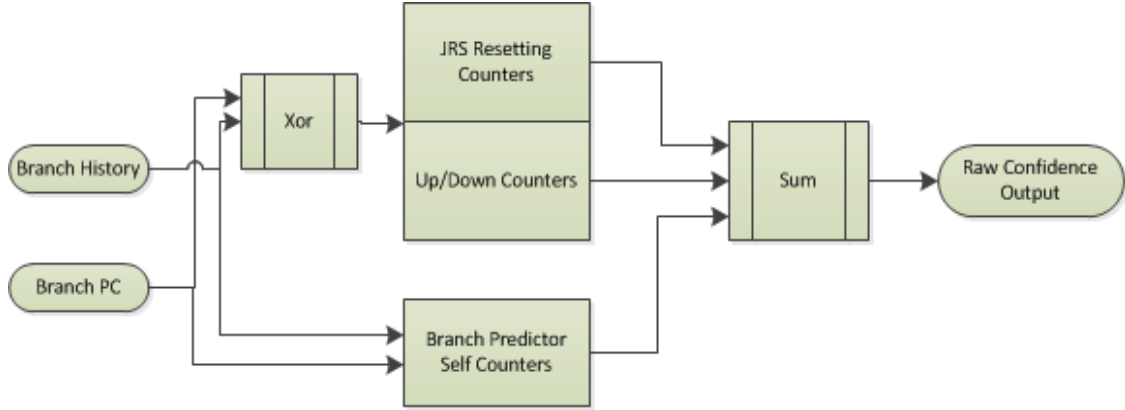 JRS Resetting
Counters
Xor
Branch History
Up/Down Counters
Sum
Raw Confidence
Output
Branch PC
Branch Predictor
Self Counters